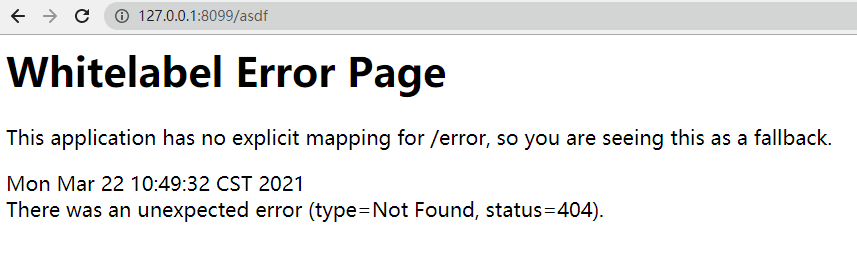 127.0.0.1:8099/asdf
Whitelabel Error Page
This application has no explicit mapping for /error, so you are seeing this as a fallback.
Mon Mar 22 10:49:32 CST 2021
There was an unexpected error (type=Not Found, status=404).